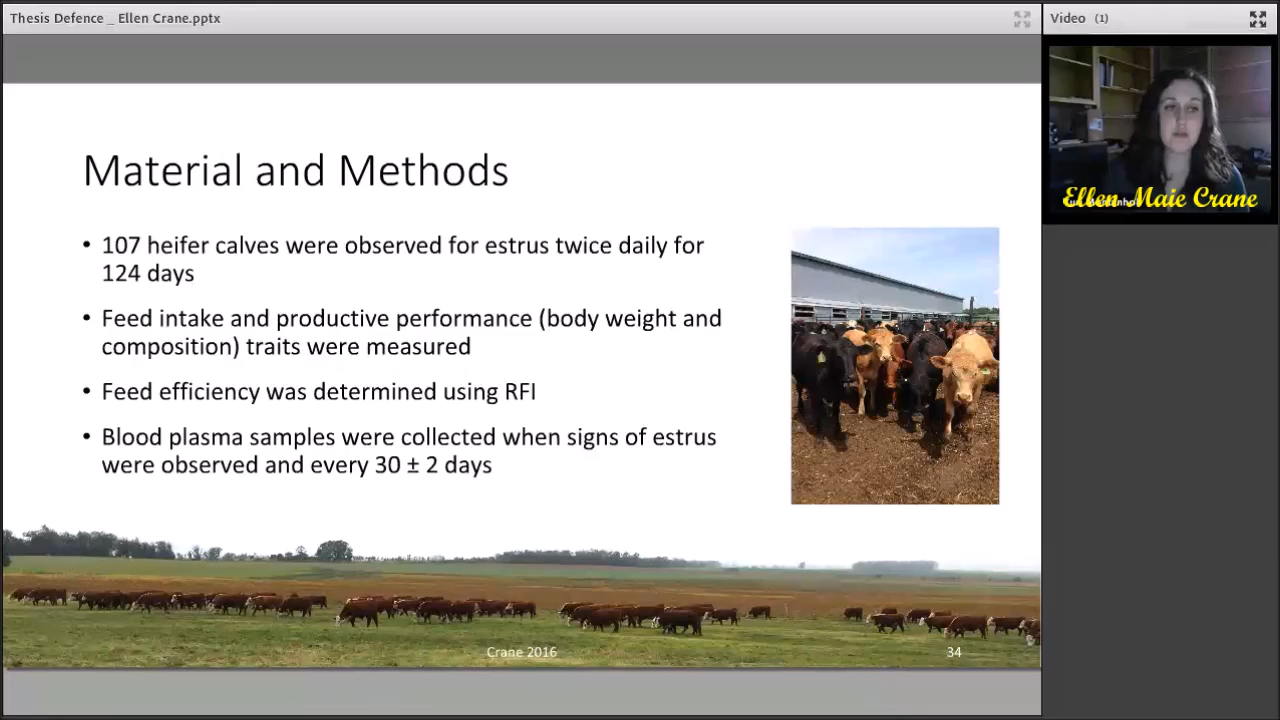 Thesis Defence _ Ellen Crane.pptx
Video (1)
Ellen Maie Crane
Material and Methods
• 107 heifer calves were observed for estrus twice daily for
124 days
• Feed intake and productive performance (body weight and
composition) traits were measured
• Feed efficiency was determined using RFI
• Blood plasma samples were collected when signs of estrus
were observed and every 30 ± 2 days
Crane 2016
34